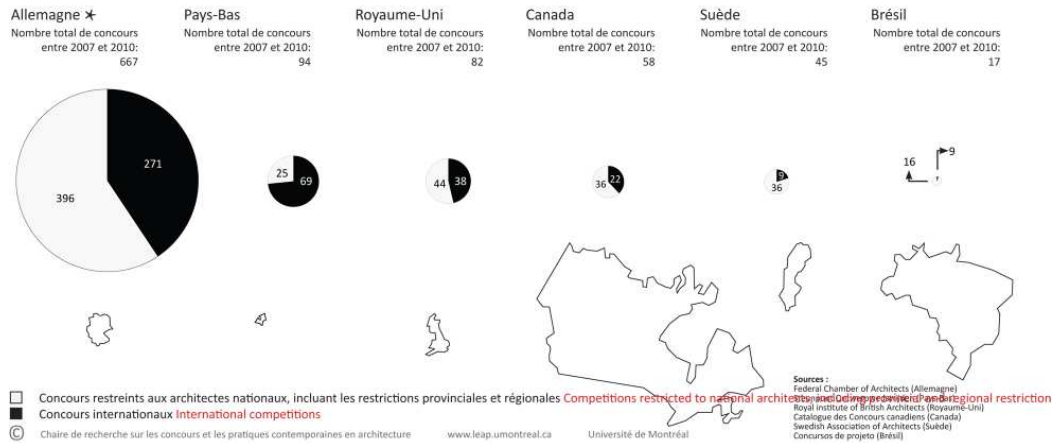 Allemagne
Nombre total de concours
entre 2007 et 2010:
667
Pays-Bas
Nombre total de concours
entre 2007 et 2010:
94
Royaume-Uni
Nombre total de concours
entre 2007 et 2010:
82
Canada
Nombre total de concours
entre 2007 et 2010:
58
Suède
Nombre total de concours
entre 2007 et 2010:
45
Brésil
Nombre total de concours
entre 2007 et 2010:
17
271
396
25
69
44
38
36
22
9
36
16
9
Concours restreints aux architectes nationaux, incluant les restrictions provinciales et régionales Competitions restricted to national architects, including provincial and regional restriction
Concours internationaux International competitions
Sources :
Federal Chamber of Architects (Allemagne)
Royal institute of British Architects (Royaume-Uni)
Catalogue des Concours canadiens (Canada)
Swedish Association of Architects (Suède)
Concursos de projeto (Brésil)
© Chaire de recherche sur les concours et les pratiques contemporaines en architecture www.leap.umontreal.ca Université de Montréal